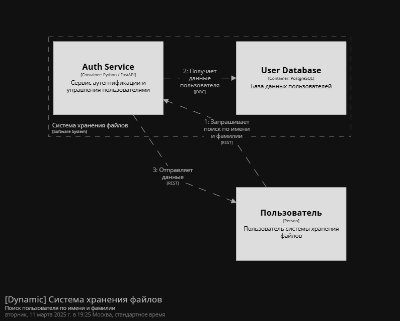 Auth Service
[Container: Python / FastAPI]
Сервис аутентификации и
управления пользователями
2: Получает
данные
пользователя
User Database
[Container: PostgreSQL]
База данных пользователей
Система хранения файлов
[Software System]
1: Запрашивает
поиск по имени
и фамилии
[REST]
3: Отправляет
данные
[REST]
Пользователь
[Person]
Пользователь системы хранения
файлов
[Dynamic] Система хранения файлов
Поиск пользователя по имени и фамилии
вторник, 11 марта 2025 г. в 19:25 Москва, стандартное время